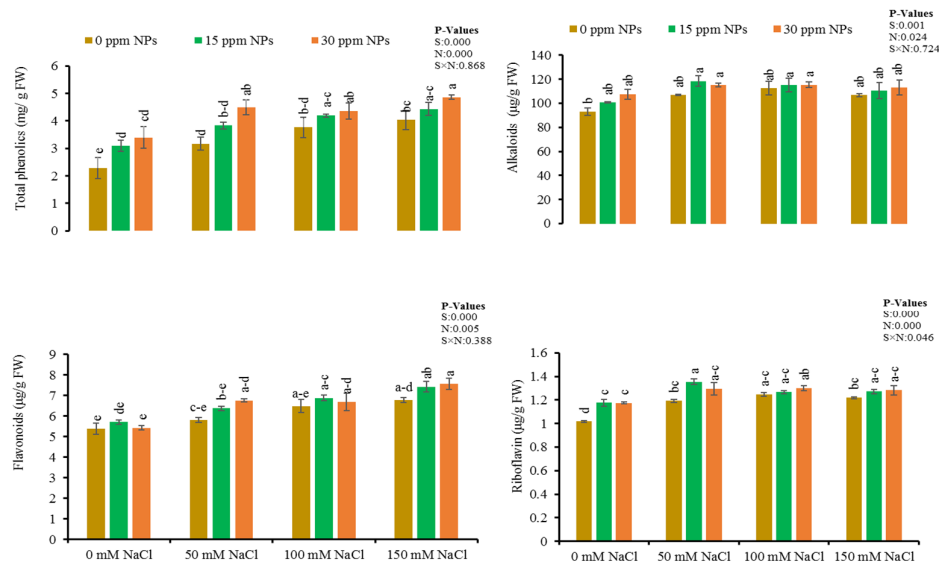 P-Values
S:0.000
N:0.000
S×N:0.868
0 ppm NPs 15 ppm NPs 30 ppm NPs
Total phenolics (mg/ g FW)
6
5
4
3
2
1
0
e d cd d b-d ab b-d a-c ab bc a-c a
P-Values
S:0.001
N:0.024
S×N:0.724
0 ppm NPs 15 ppm NPs 30 ppm NPs
Alkaloids (µg/g FW)
140
120
100
80
60
40
20
0
b ab ab ab a a ab a a ab ab ab
P-Values
S:0.000
N:0.005
S×N:0.388
Flavonoids (µg/g FW)
9
8
7
6
5
4
3
2
1
0
e de e c-e b-e a-d a-e a-c a-d a-d ab a
0 mM NaCl 50 mM NaCl 100 mM NaCl 150 mM NaCl
P-Values
S:0.000
N:0.000
S×N:0.046
Riboflavin (µg/g FW)
1.6
1.4
1.2
1
0.8
0.6
0.4
0.2
0
d c c bc a a-c a-c a-c ab bc a-c a-c
0 mM NaCl 50 mM NaCl 100 mM NaCl 150 mM NaCl